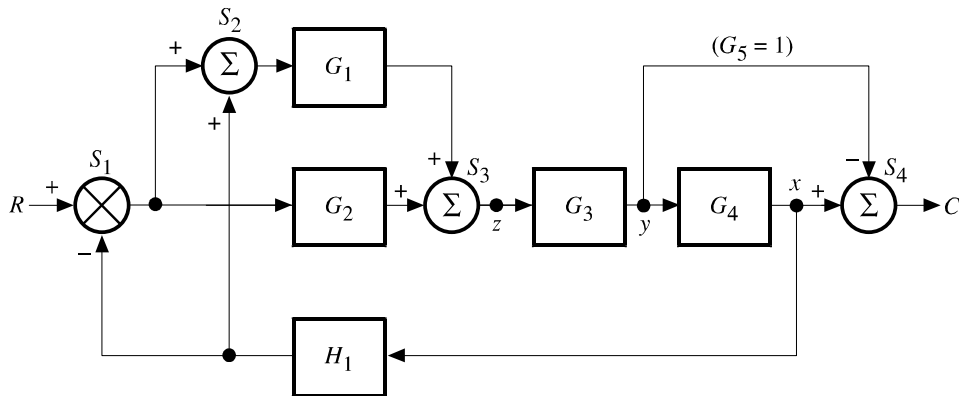 S2
(G5 = 1)
+
Σ
G1
+
S1
+
S3
−
S4
R
+
G2
+
Σ
z
G3
y
G4
x
+
Σ
C
−
H1